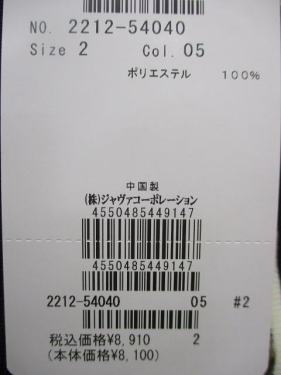 NO. 2212-54040
Size 2 Col. 05
ポリエステル 100%
中国製
(株)ジャヴァコーポレーション
4550485449147
4550485449147
2212-54040 05 #2
税込価格¥8,910 2
(本体価格¥8,100)